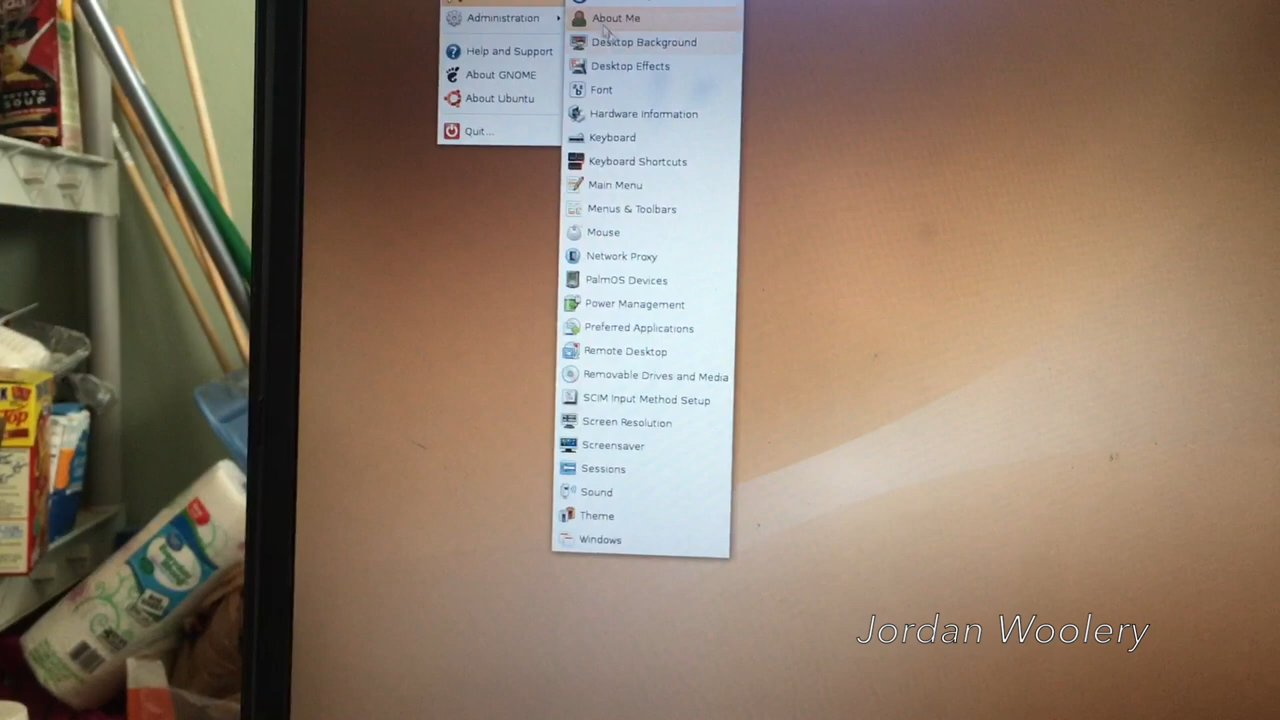 Administration
Help and Support
About GNOME
About Ubuntu
Quit...
About Me
Desktop Background
Desktop Effects
Font
Hardware Information
Keyboard
Keyboard Shortcuts
Main Menu
Menus & Toolbars
Mouse
Network Proxy
PalmOS Devices
Power Management
Preferred Applications
Remote Desktop
Removable Drives and Media
SCIM Input Method Setup
Screen Resolution
Screensaver
Sessions
Sound
Theme
Windows
SOUP
Jordan Woolery